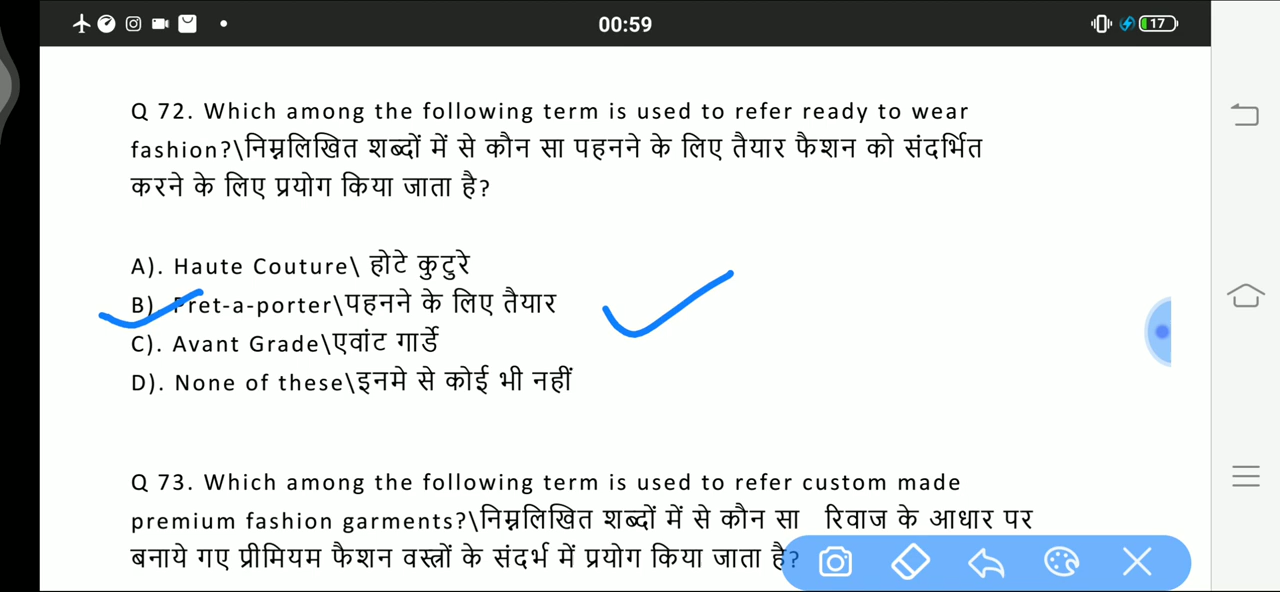 00:59
17
Q 72. Which among the following term is used to refer ready to wear
fashion?\निम्नलिखित शब्दों में से कौन सा पहनने के लिए तैयार फैशन को संदर्भित
करने के लिए प्रयोग किया जाता है?
A). Haute Couture\ होटे कुटुरे
B). Pret-a-porter\पहनने के लिए तैयार
C). Avant Grade\एवांट गार्डे
D). None of these\इनमे से कोई भी नहीं
Q 73. Which among the following term is used to refer custom made
premium fashion garments?\निम्नलिखित शब्दों में से कौन सा रिवाज के आधार पर
बनाये गए प्रीमियम फैशन वस्त्रों के संदर्भ में प्रयोग किया जाता है?